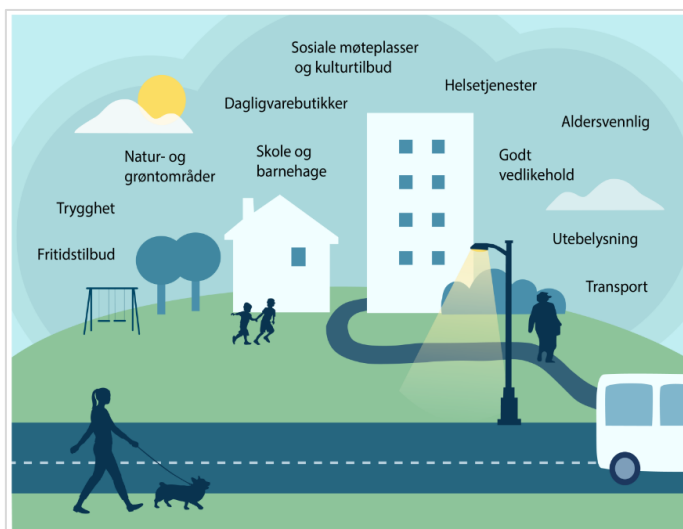 Sosiale møteplasser
og kulturtilbud
Helsetjenester
Dagligvarebutikker
Aldersvennlig
Natur- og
grøntområder
Skole og
barnehage
Godt
vedlikehold
Trygghet
Utebelysning
Fritidstilbud
Transport